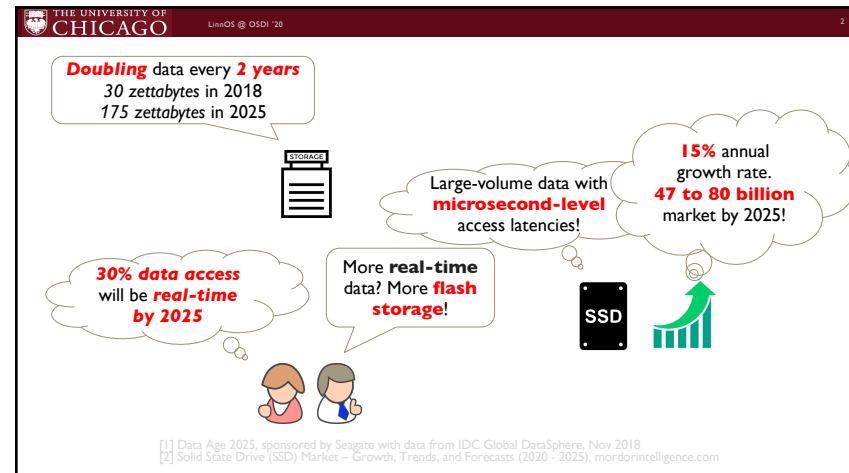 THE UNIVERSITY OF
CHICAGO
LinnOS @ OSDI '20
2
Doubling data every 2 years
30 zettabytes in 2018
175 zettabytes in 2025
STORAGE
Large-volume data with
microsecond-level
access latencies!
15% annual
growth rate.
47 to 80 billion
market by 2025!
30% data access
will be real-time
by 2025
More real-time
data? More flash
storage!
SSD
[1] Data Age 2025, sponsored by Seagate with data from IDC Global DataSphere, Nov 2018
[2] Solid State Drive (SSD) Market – Growth, Trends, and Forecasts (2020 - 2025), mordorintelligence.com